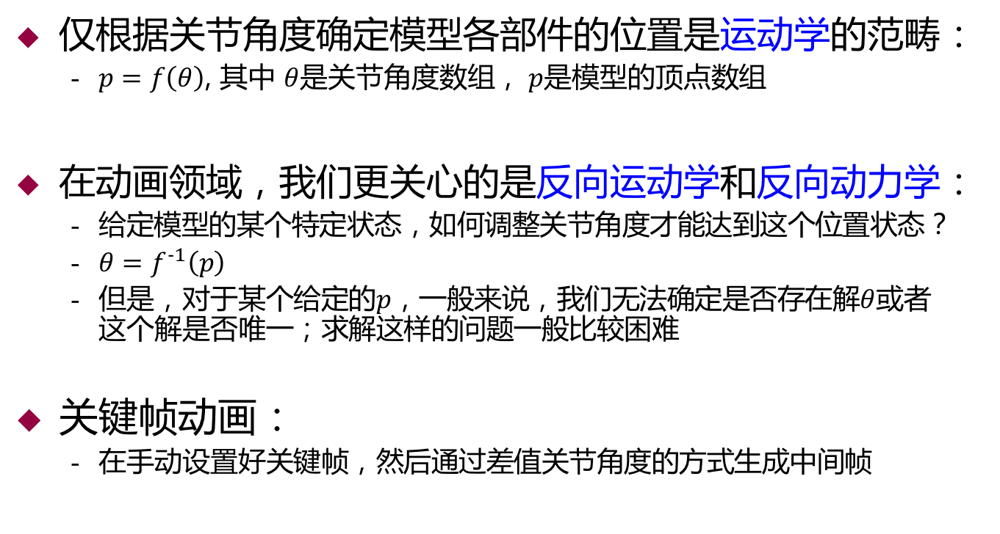 ◆ 仅根据关节角度确定模型各部件的位置是运动学的范畴：
- p = f(θ), 其中 θ是关节角度数组， p是模型的顶点数组
◆ 在动画领域，我们更关心的是反向运动学和反向动力学：
- 给定模型的某个特定状态，如何调整关节角度才能达到这个位置状态？
- θ = f⁻¹(p)
- 但是，对于某个给定的p，一般来说，我们无法确定是否存在解θ或者
这个解是否唯一；求解这样的问题一般比较困难
◆ 关键帧动画：
- 在手动设置好关键帧，然后通过差值关节角度的方式生成中间帧